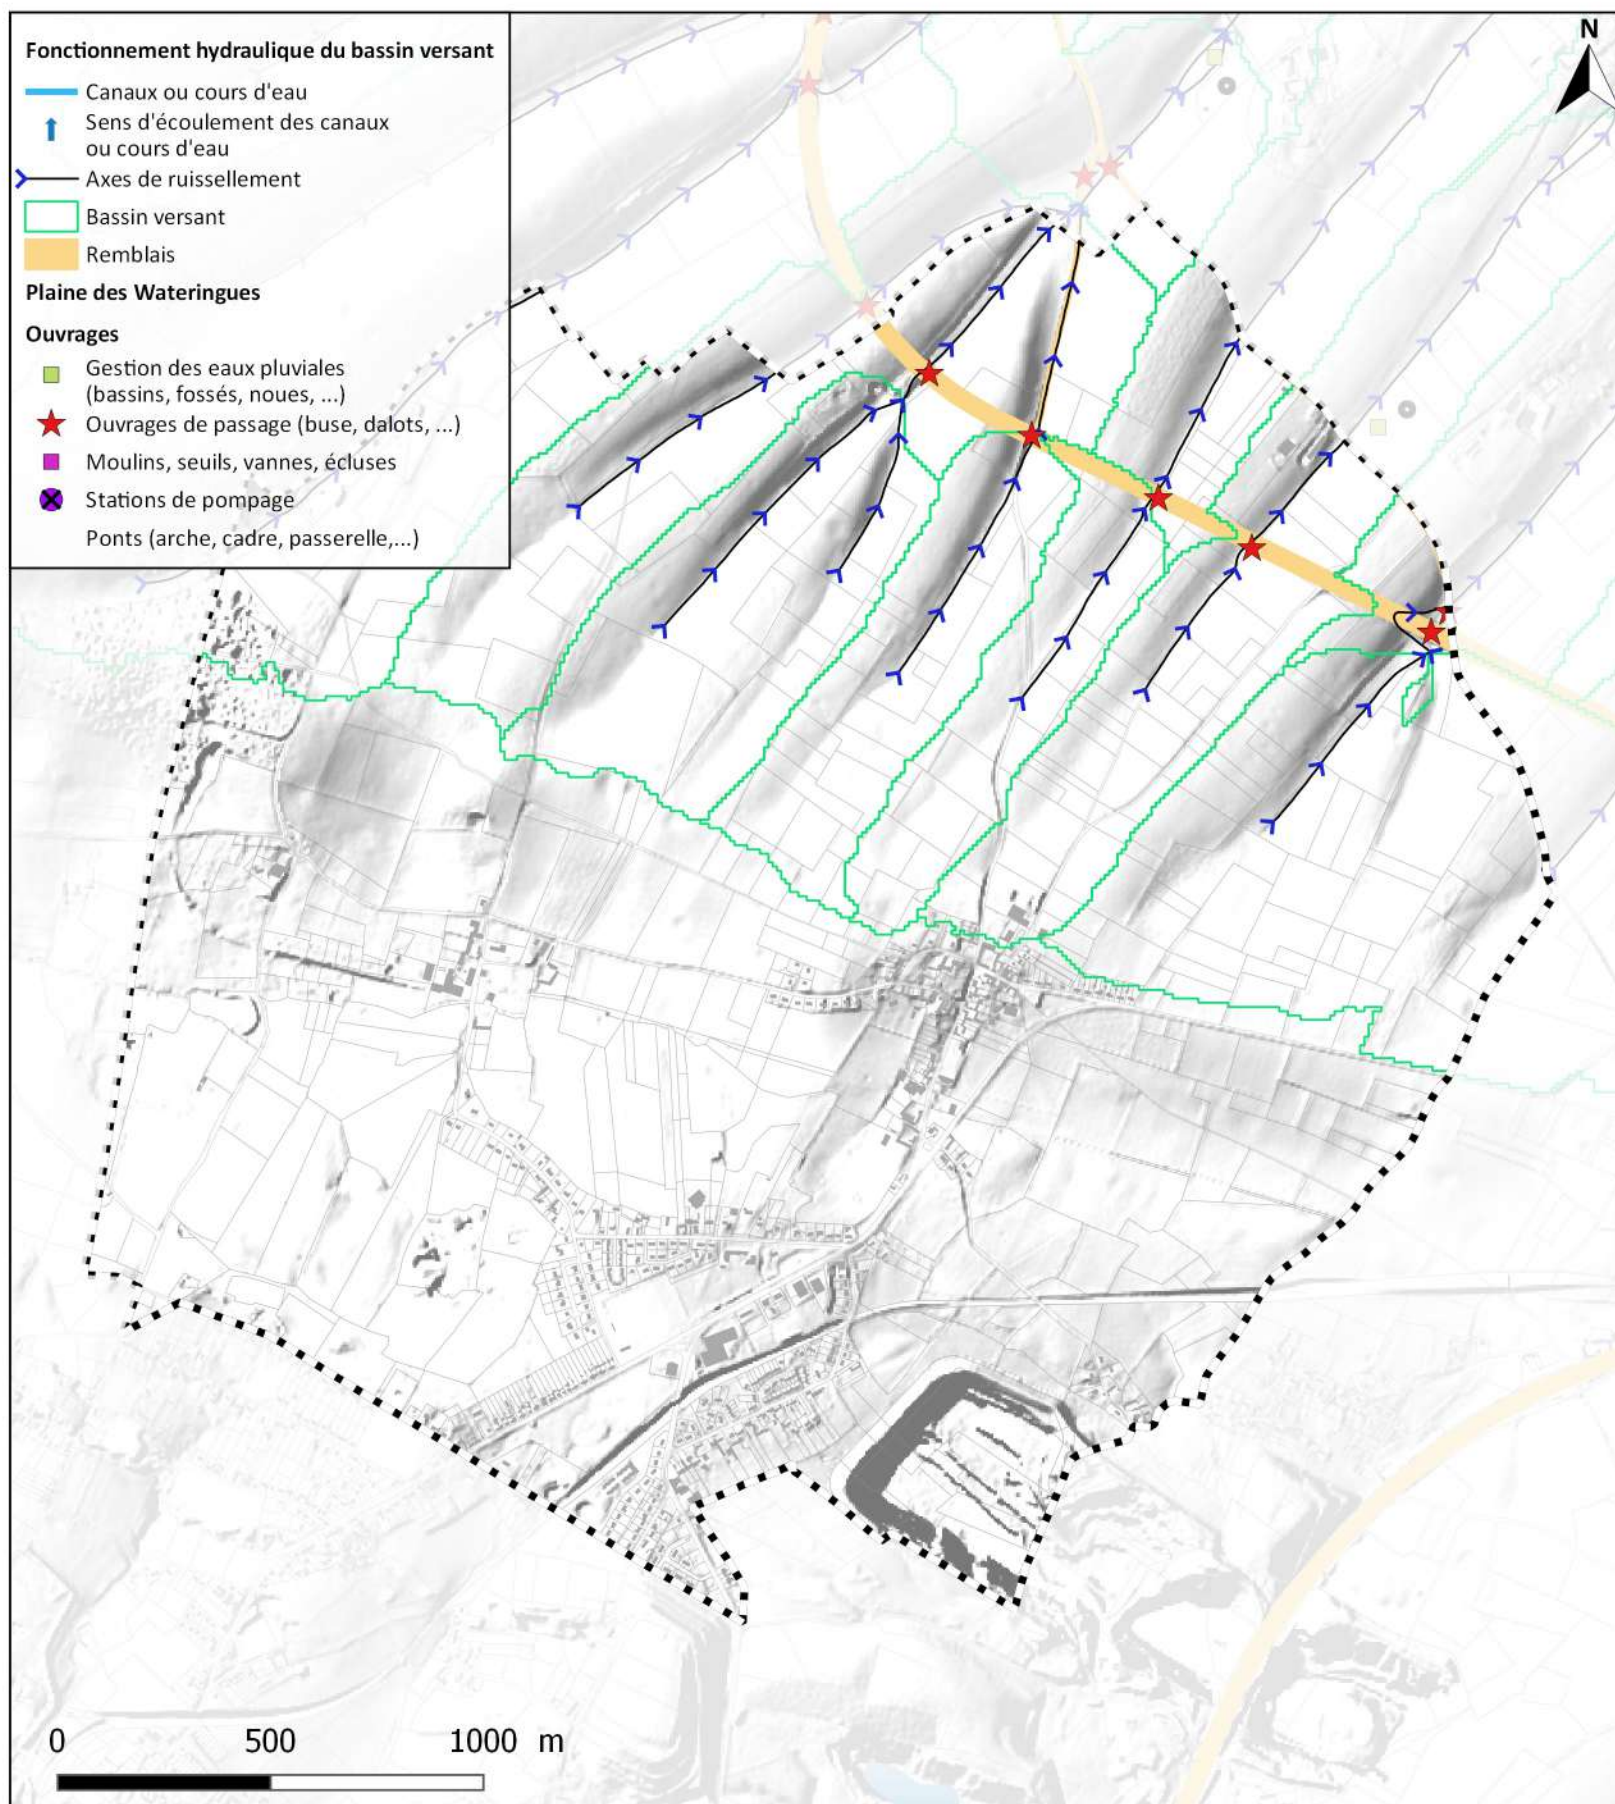 Fonctionnement hydraulique du bassin versant
Canaux ou cours d'eau
Sens d'écoulement des canaux
ou cours d'eau
Axes de ruissellement
Bassin versant
Remblais
Plaine des Wateringues
Ouvrages
Gestion des eaux pluviales
(bassins, fossés, noues, ...)
Ouvrages de passage (buse, dalots, ...)
Moulins, seuils, vannes, écluses
Stations de pompage
Ponts (arche, cadre, passerelle,...)
N
0 500 1000 m